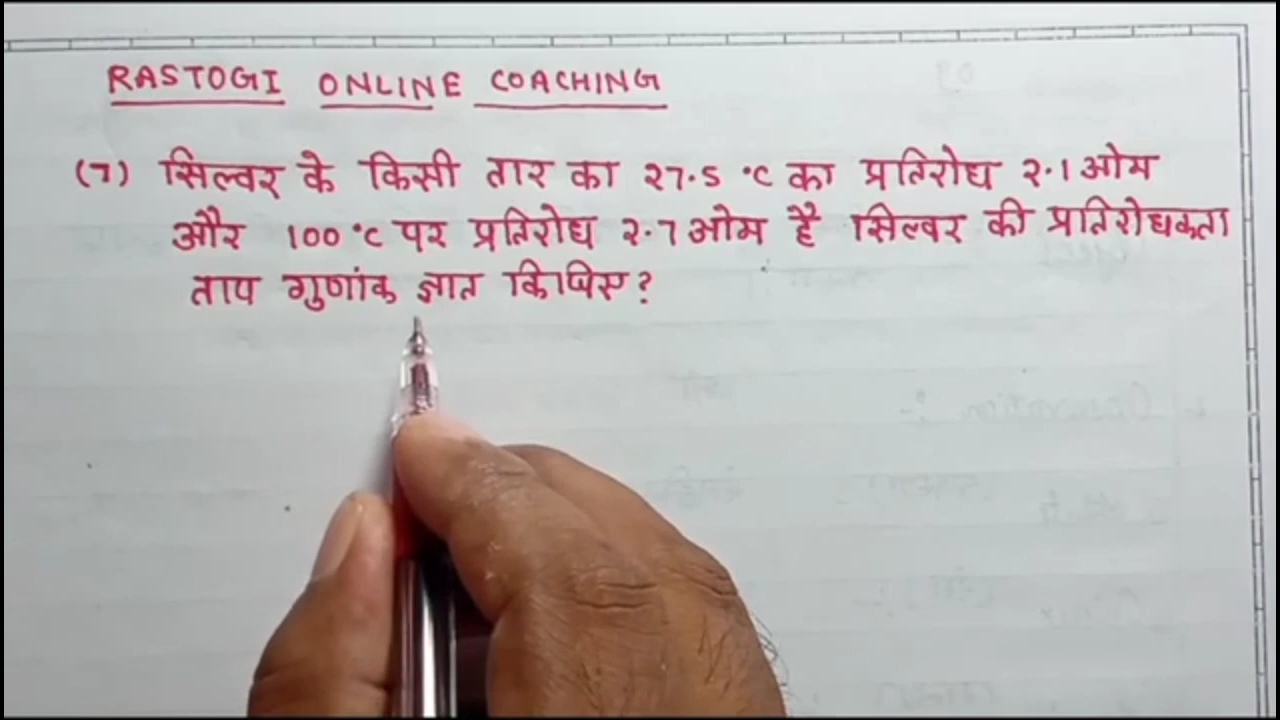 RASTOGI ONLINE COACHING
(7) सिल्वर के किसी तार का 27.5 °C का प्रतिरोध 2.1 ओम
और 100 °C पर प्रतिरोध 2.7 ओम है सिल्वर की प्रतिरोधकता
ताप गुणांक ज्ञात किजिए?